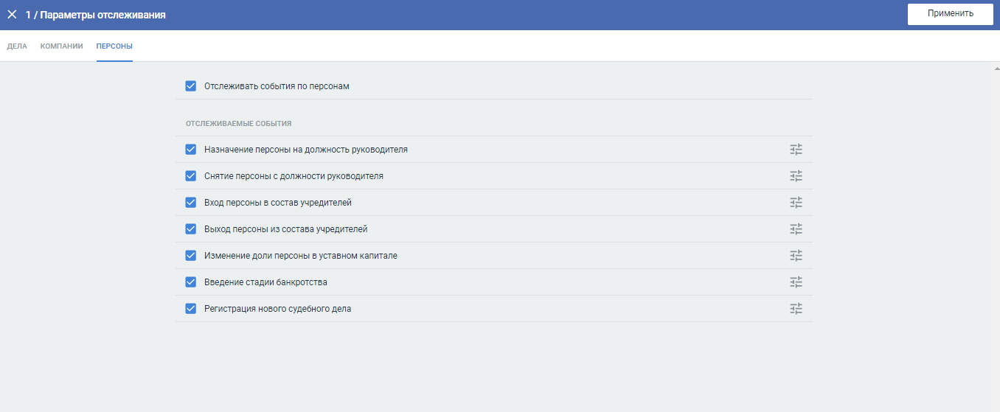 1 / Параметры отслеживания
Применить
ДЕЛА КОМПАНИИ ПЕРСОНЫ
Отслеживать события по персонам
ОТСЛЕЖИВАЕМЫЕ СОБЫТИЯ
Назначение персоны на должность руководителя
Снятие персоны с должности руководителя
Вход персоны в состав учредителей
Выход персоны из состава учредителей
Изменение доли персоны в уставном капитале
Введение стадии банкротства
Регистрация нового судебного дела